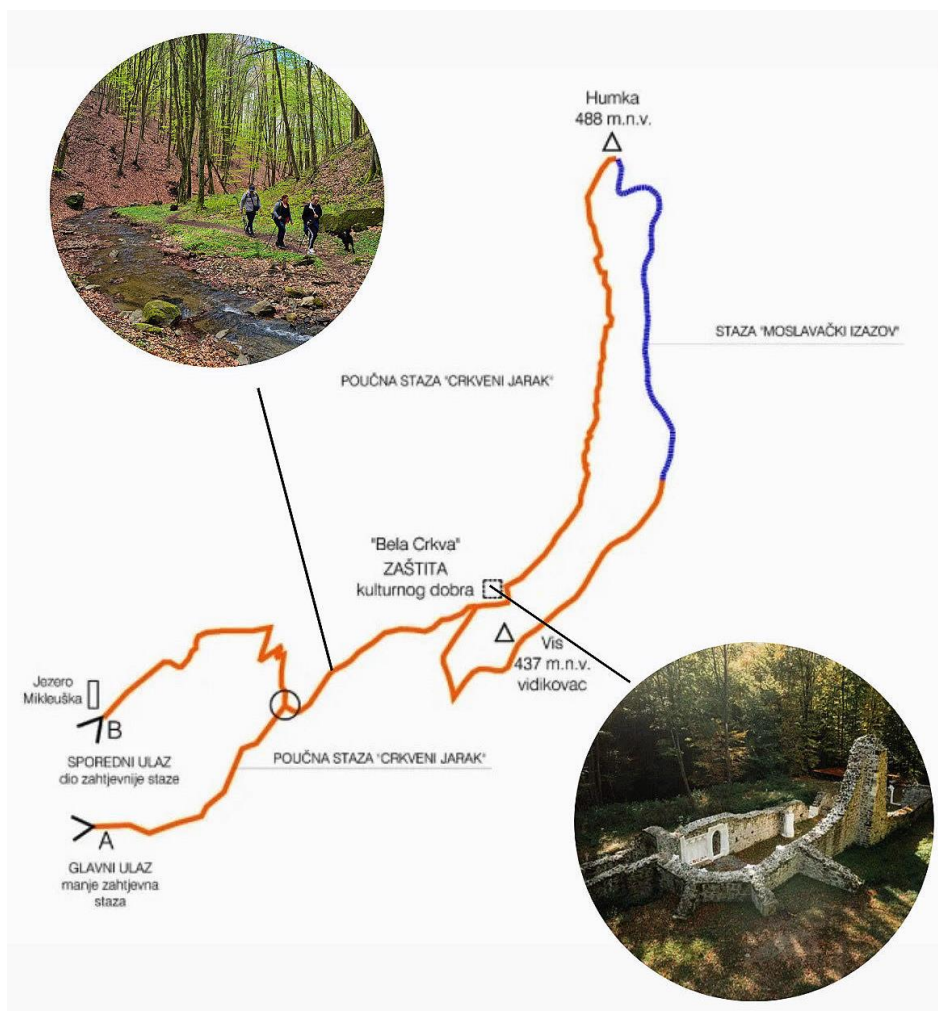 Humka
488 m.n.v.
STAZA "MOSLAVAČKI IZAZOV"
POUČNA STAZA "CRKVENI JARAK"
"Bela Crkva"
ZAŠTITA
kulturnog dobra
Vis
437 m.n.v.
vidikovac
Jezero
Mikleuška
B
SPOREDNI ULAZ
dio zahtjevnije staze
POUČNA STAZA "CRKVENI JARAK"
A
GLAVNI ULAZ
manje zahtjevna
staza